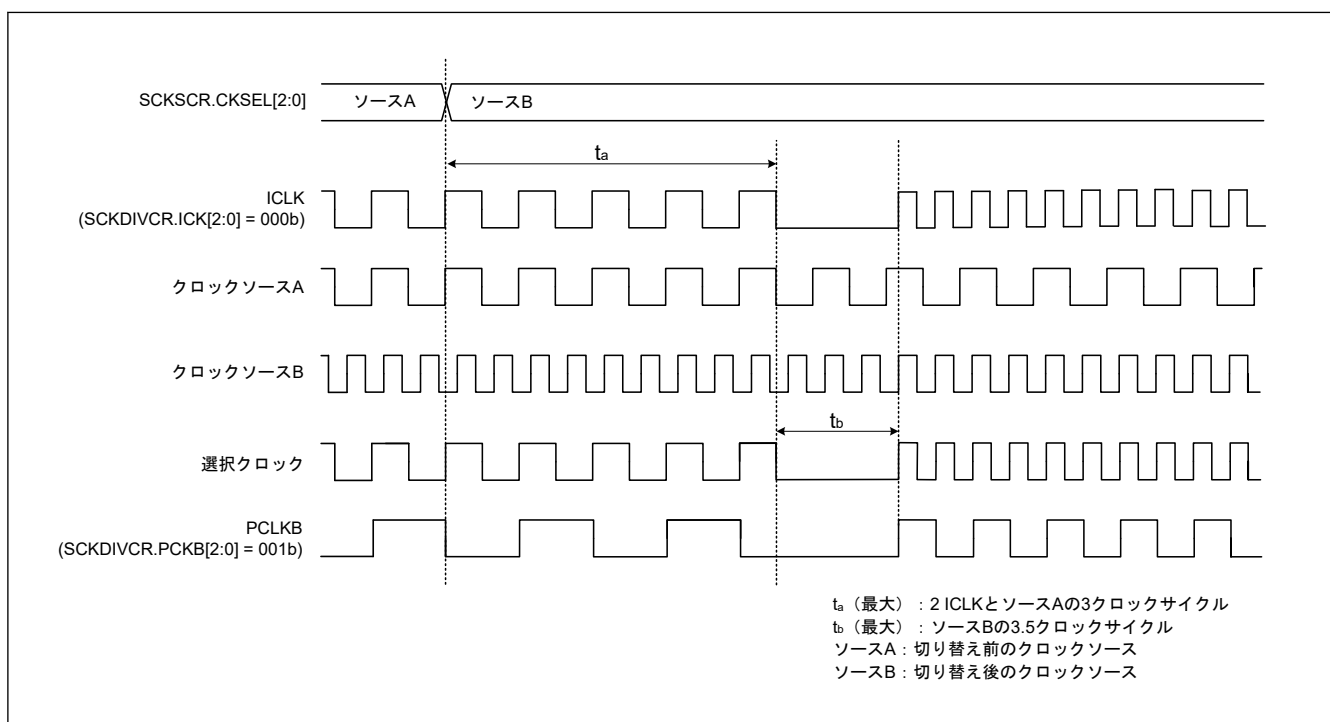 SCKSCR.CKSEL[2:0]
ソースA
ソースB
ta
ICLK
(SCKDIVCR.ICK[2:0] = 000b)
クロックソースA
クロックソースB
tb
選択クロック
PCLKB
(SCKDIVCR.PCKB[2:0] = 001b)
ta（最大）：2 ICLKとソースAの3クロックサイクル
tb（最大）：ソースBの3.5クロックサイクル
ソースA：切り替え前のクロックソース
ソースB：切り替え後のクロックソース